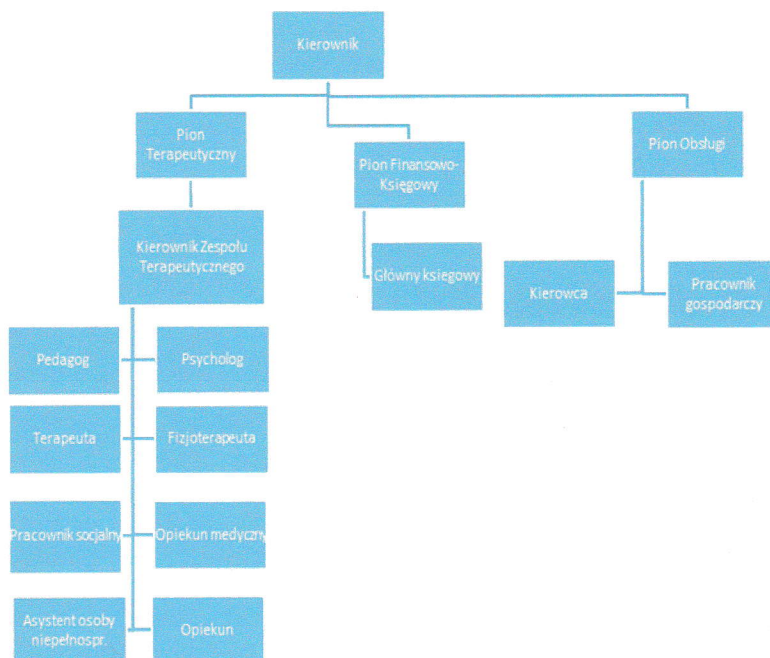 Kierownik
Pion
Terapeutyczny
Pion Finansowo-
Księgowy
Pion Obsługi
Kierownik Zespołu
Terapeutycznego
Główny ksiegowy
Kierowca
Pracownik
gospodarczy
Pedagog
Psycholog
Terapeuta
Fizjoterapeuta
Pracownik socjalny
Opiekun medyczny
Asystent osoby
niepełnospr.
Opiekun